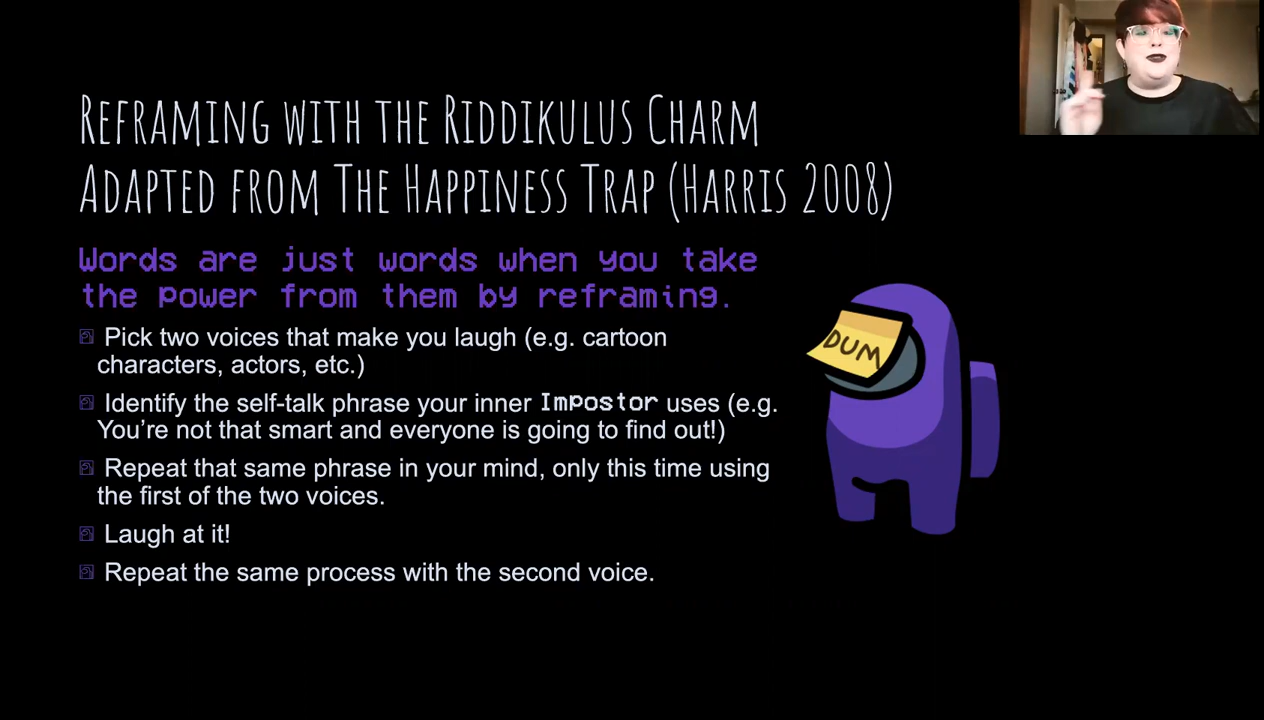 Reframing with the Riddikulus Charm
Adapted from The Happiness Trap (Harris 2008)
Words are just words when you take
the power from them by reframing.
Pick two voices that make you laugh (e.g. cartoon
characters, actors, etc.)
Identify the self-talk phrase your inner Impostor uses (e.g.
You’re not that smart and everyone is going to find out!)
Repeat that same phrase in your mind, only this time using
the first of the two voices.
Laugh at it!
Repeat the same process with the second voice.
DUM